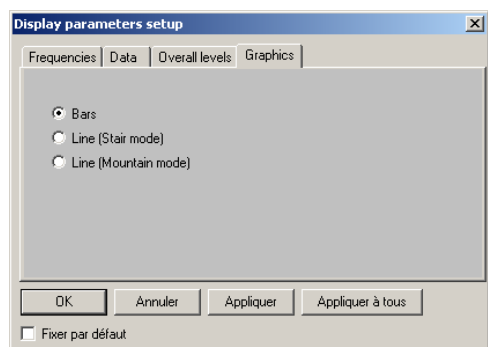 Display parameters setup
Frequencies Data Overall levels Graphics
Bars
Line (Stair mode)
Line (Mountain mode)
OK Annuler Appliquer Appliquer à tous
Fixer par défaut